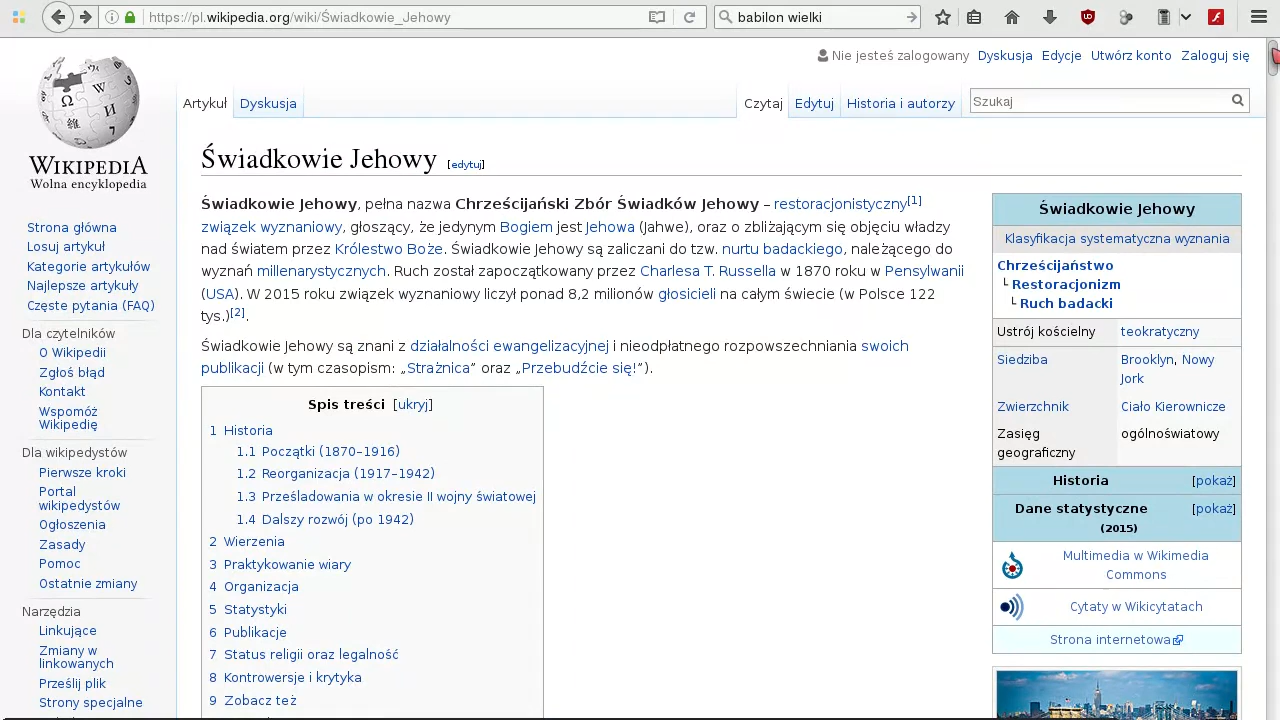 https://pl.wikipedia.org/wiki/Świadkowie_Jehowy
babilon wielki
Nie jesteś zalogowany Dyskusja Edycje Utwórz konto Zaloguj się
Artykuł Dyskusja Czytaj Edytuj Historia i autorzy Szukaj
WIKIPEDIA
Wolna encyklopedia
Strona główna
Losuj artykuł
Kategorie artykułów
Najlepsze artykuły
Częste pytania (FAQ)
Dla czytelników
O Wikipedii
Zgłoś błąd
Kontakt
Wspomóż
Wikipedię
Dla wikipedystów
Pierwsze kroki
Portal
wikipedystów
Ogłoszenia
Zasady
Pomoc
Ostatnie zmiany
Narzędzia
Linkujące
Zmiany w
linkowanych
Prześlij plik
Strony specjalne
Świadkowie Jehowy [edytuj]
Świadkowie Jehowy, pełna nazwa Chrześcijański Zbór Świadków Jehowy – restoracjonistyczny[1]
związek wyznaniowy, głoszący, że jedynym Bogiem jest Jehowa (Jahwe), oraz o zbliżającym się objęciu władzy
nad światem przez Królestwo Boże. Świadkowie Jehowy są zaliczani do tzw. nurtu badackiego, należącego do
wyznań millenarystycznych. Ruch został zapoczątkowany przez Charlesa T. Russella w 1870 roku w Pensylwanii
(USA). W 2015 roku związek wyznaniowy liczył ponad 8,2 milionów głosicieli na całym świecie (w Polsce 122
tys.)[2].
Świadkowie Jehowy są znani z działalności ewangelizacyjnej i nieodpłatnego rozpowszechniania swoich
publikacji (w tym czasopism: „Strażnica” oraz „Przebudźcie się!”).
Spis treści [ukryj]
1 Historia
1.1 Początki (1870–1916)
1.2 Reorganizacja (1917–1942)
1.3 Prześladowania w okresie II wojny światowej
1.4 Dalszy rozwój (po 1942)
2 Wierzenia
3 Praktykowanie wiary
4 Organizacja
5 Statystyki
6 Publikacje
7 Status religii oraz legalność
8 Kontrowersje i krytyka
9 Zobacz też
Świadkowie Jehowy
Klasyfikacja systematyczna wyznania
Chrześcijaństwo
└ Restoracjonizm
└ Ruch badacki
Ustrój kościelny teokratyczny
Siedziba Brooklyn, Nowy
Jork
Zwierzchnik Ciało Kierownicze
Zasięg ogólnoświatowy
geograficzny
Historia [pokaż]
Dane statystyczne [pokaż]
(2015)
Multimedia w Wikimedia
Commons
Cytaty w Wikicytatach
Strona internetowa